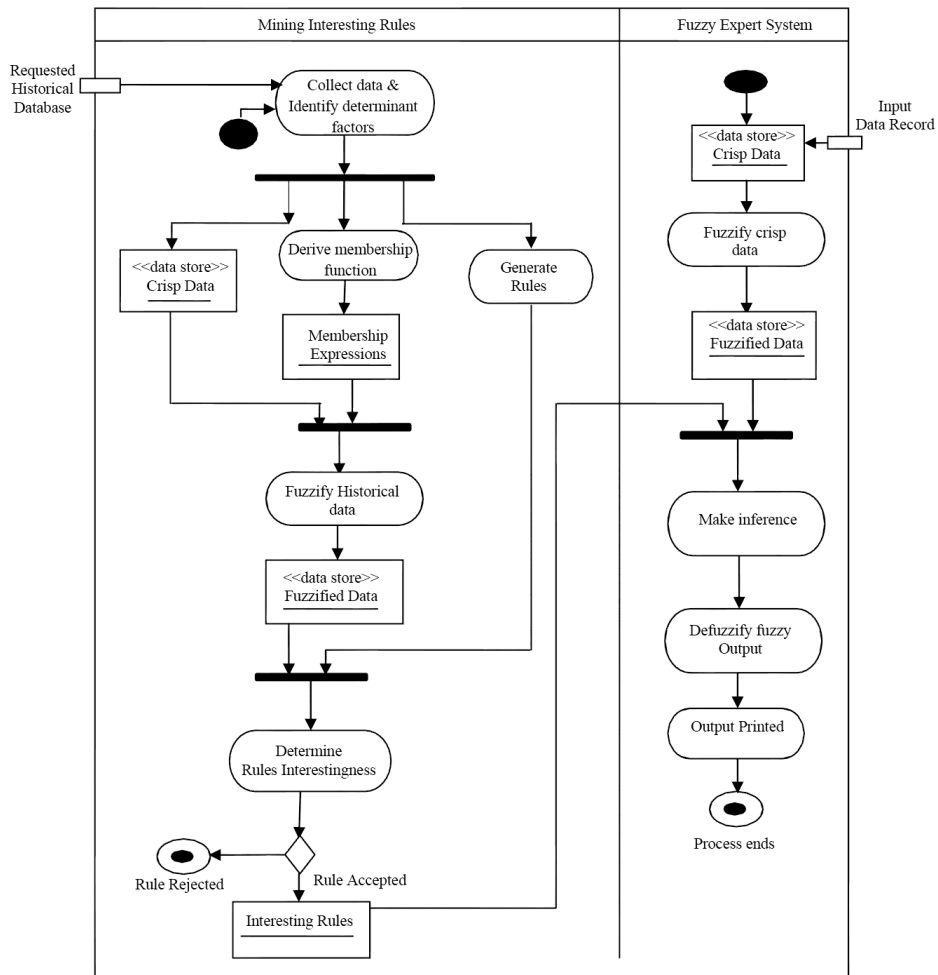 Mining Interesting Rules
Fuzzy Expert System
Requested
Historical
Database
Collect data &
Identify determinant
factors
Input
Data Record
<<data store>>
Crisp Data
Fuzzify crisp
data
<<data store>>
Crisp Data
Derive membership
function
Generate
Rules
Membership
Expressions
<<data store>>
Fuzzified Data
Fuzzify Historical
data
Make inference
<<data store>>
Fuzzified Data
Defuzzify fuzzy
Output
Determine
Rules Interestingness
Output Printed
Process ends
Rule Rejected
Rule Accepted
Interesting Rules